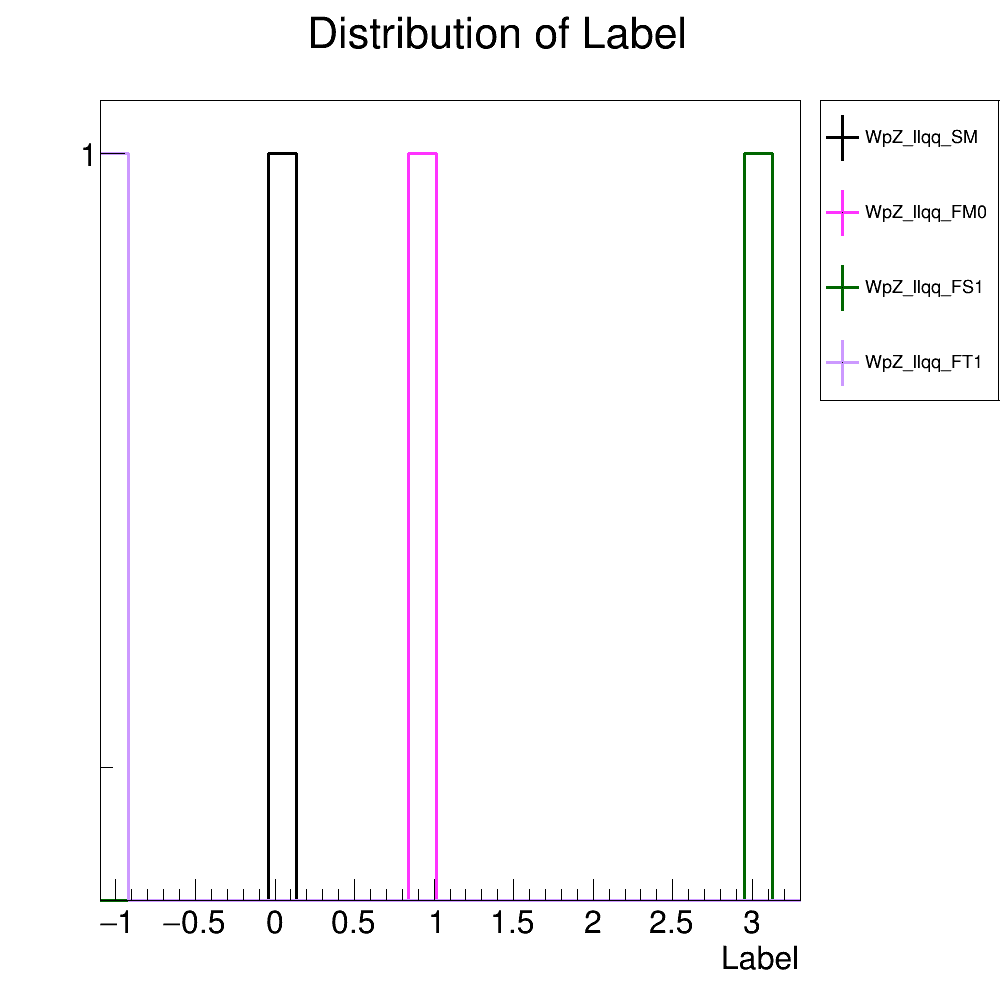 Distribution of Label
1
WpZ_llqq_SM
WpZ_llqq_FM0
WpZ_llqq_FS1
WpZ_llqq_FT1
−1 −0.5 0 0.5 1 1.5 2 2.5 3
Label